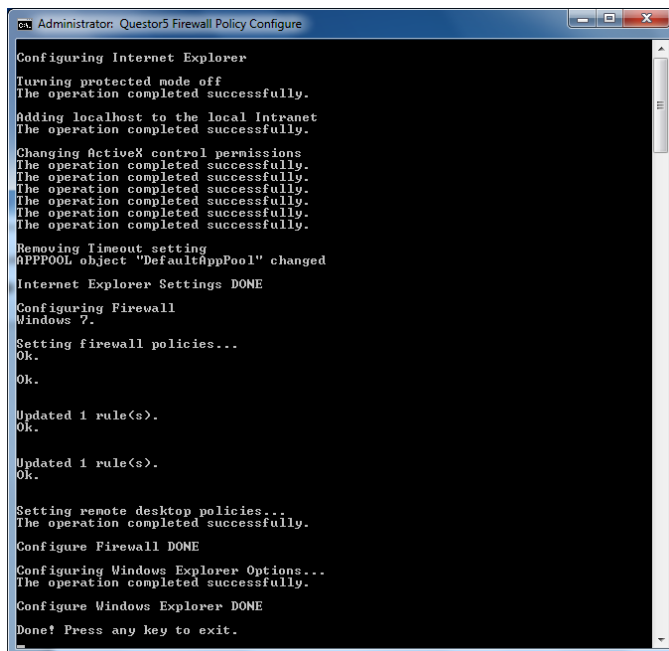 Administrator: Questor5 Firewall Policy Configure
Configuring Internet Explorer
Turning protected mode off
The operation completed successfully.
Adding localhost to the local Intranet
The operation completed successfully.
Changing ActiveX control permissions
The operation completed successfully.
The operation completed successfully.
The operation completed successfully.
The operation completed successfully.
The operation completed successfully.
The operation completed successfully.
Removing Timeout setting
APPPOOL object "DefaultAppPool" changed
Internet Explorer Settings DONE
Configuring Firewall
Windows 7.
Setting firewall policies...
Ok.
Ok.
Updated 1 rule(s).
Ok.
Updated 1 rule(s).
Ok.
Setting remote desktop policies...
The operation completed successfully.
Configure Firewall DONE
Configuring Windows Explorer Options...
The operation completed successfully.
Configure Windows Explorer DONE
Done! Press any key to exit.